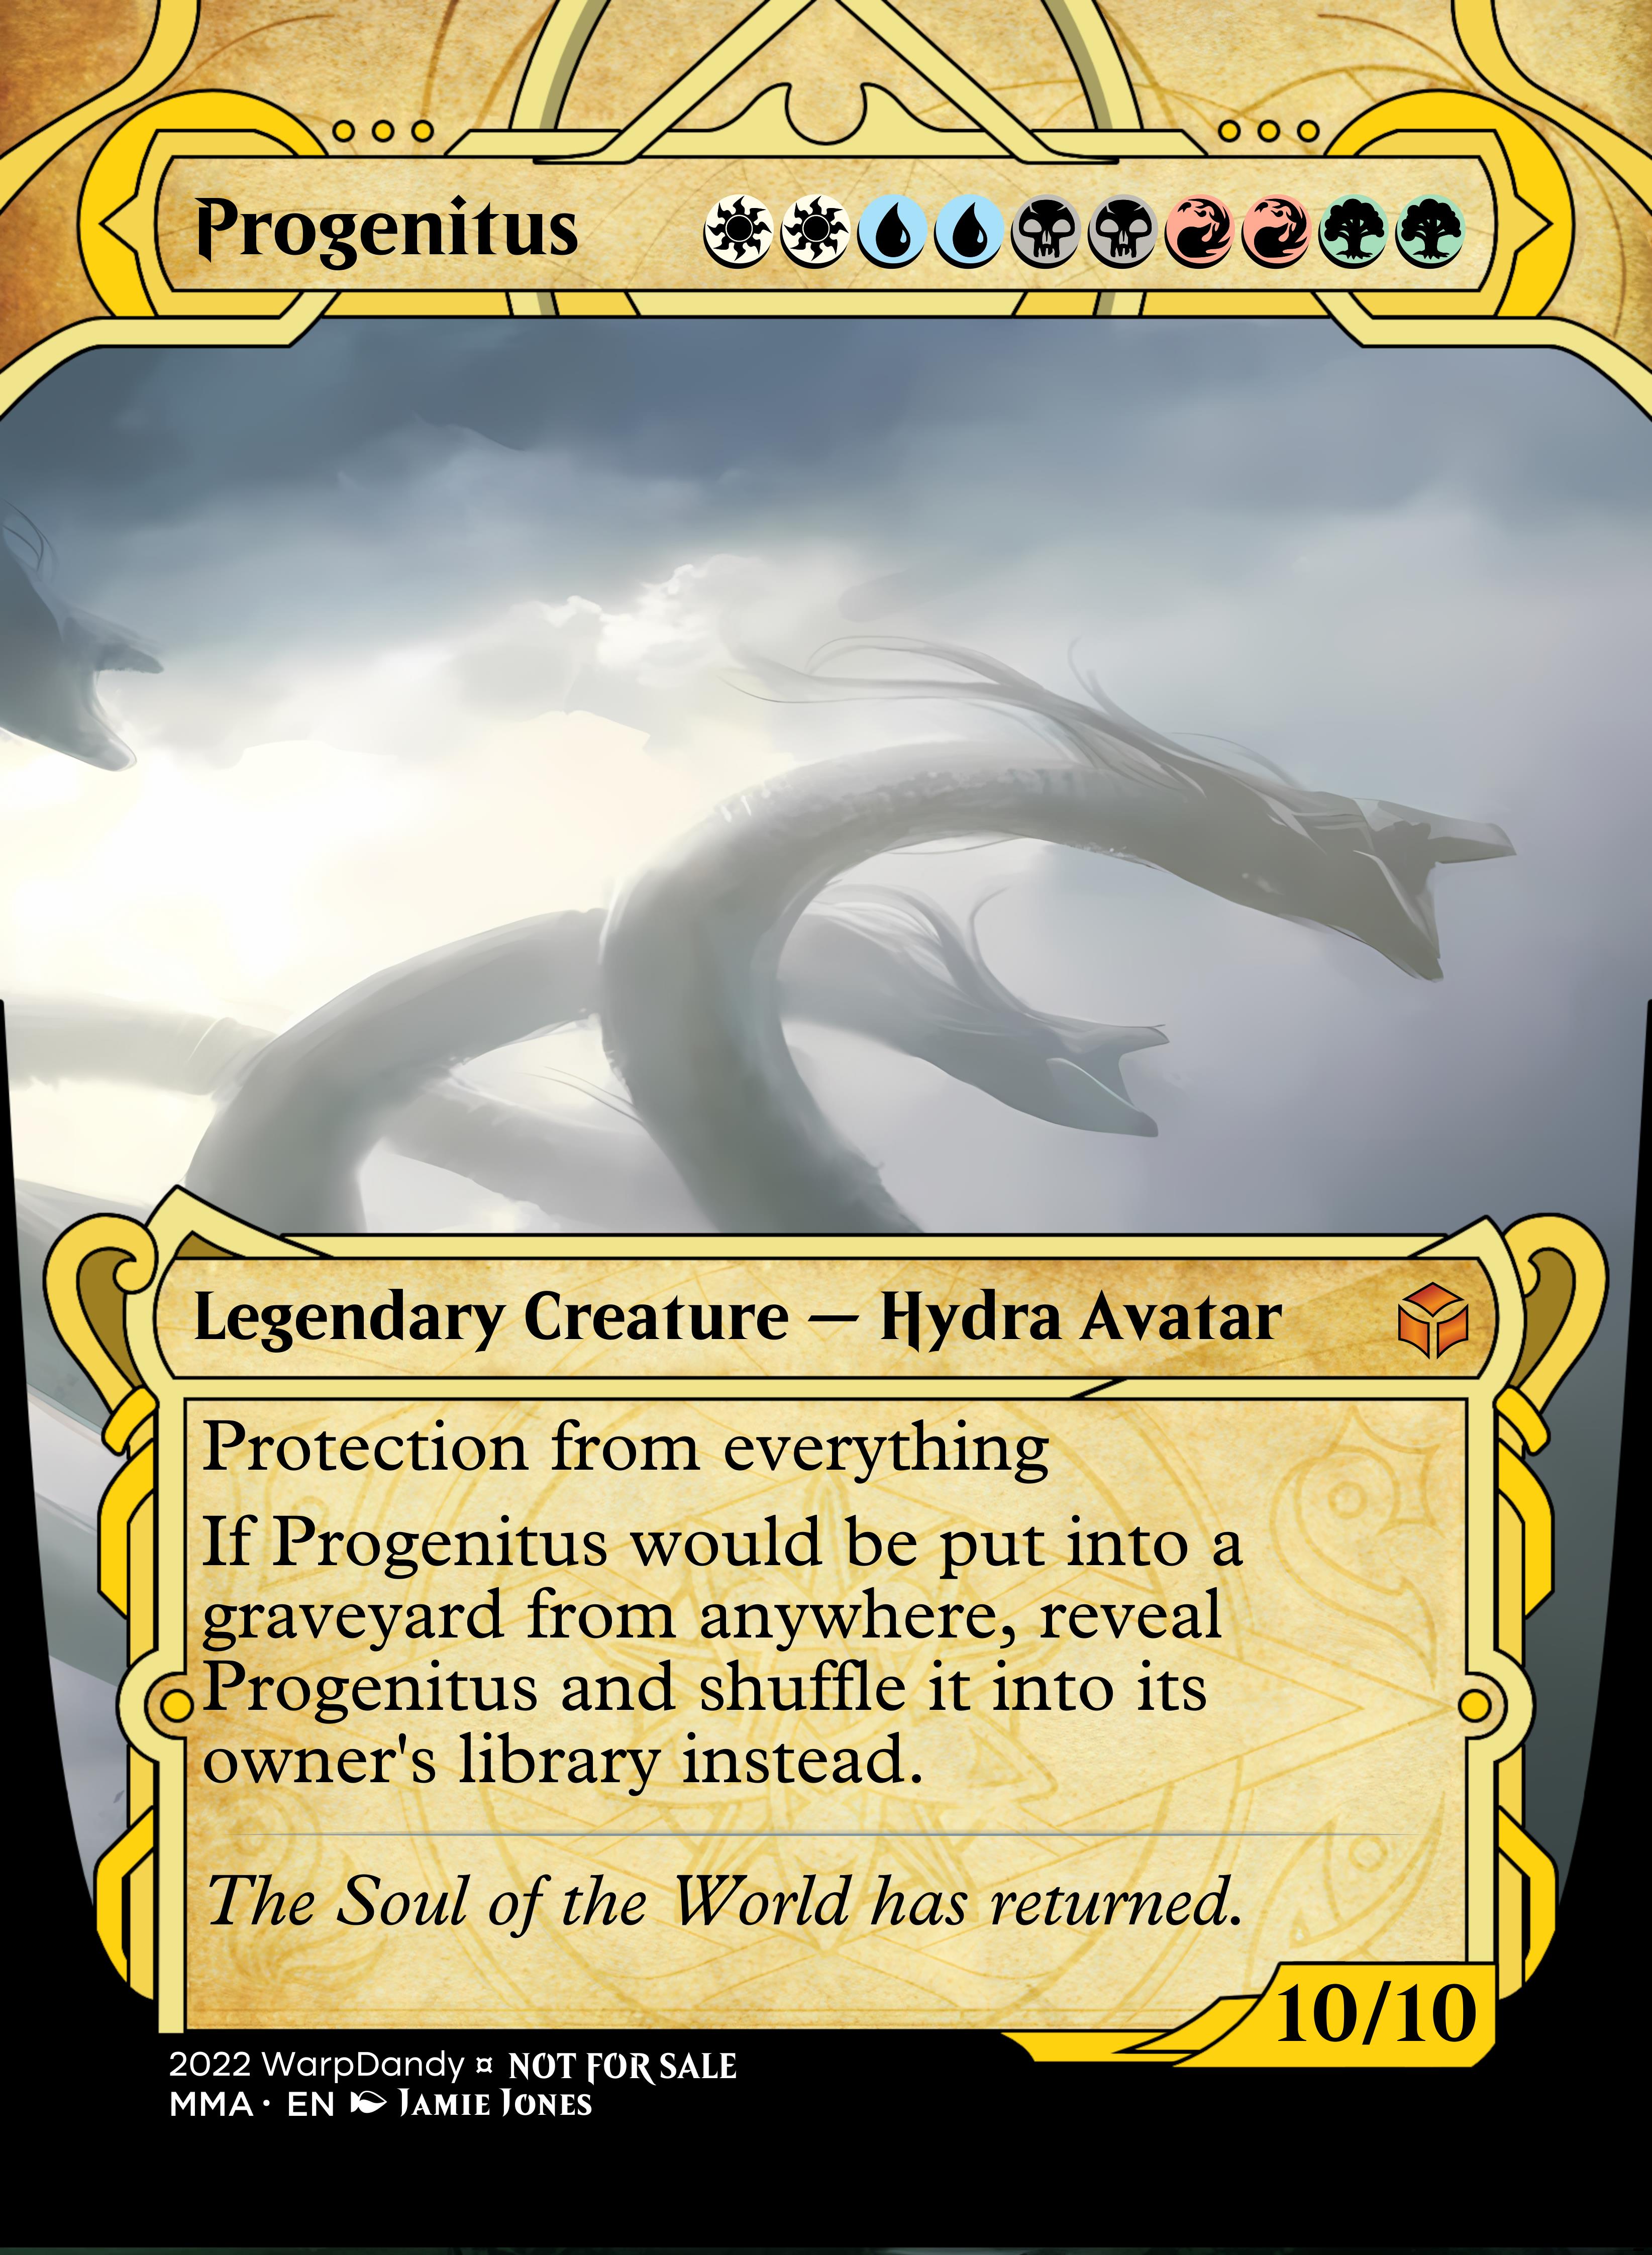 Progenitus
Legendary Creature — Hydra Avatar
Protection from everything
If Progenitus would be put into a
graveyard from anywhere, reveal
Progenitus and shuffle it into its
owner's library instead.
The Soul of the World has returned.
10/10
2022 WarpDandy ¤ NOT FOR SALE
MMA · EN JAMIE JONES